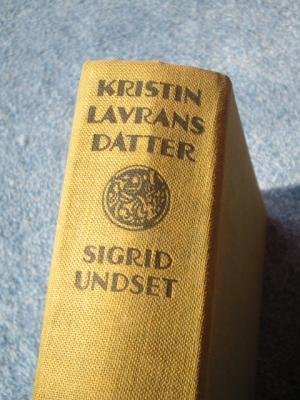 KRISTIN
LAVRANS
DATTER
SIGRID
UNDSET